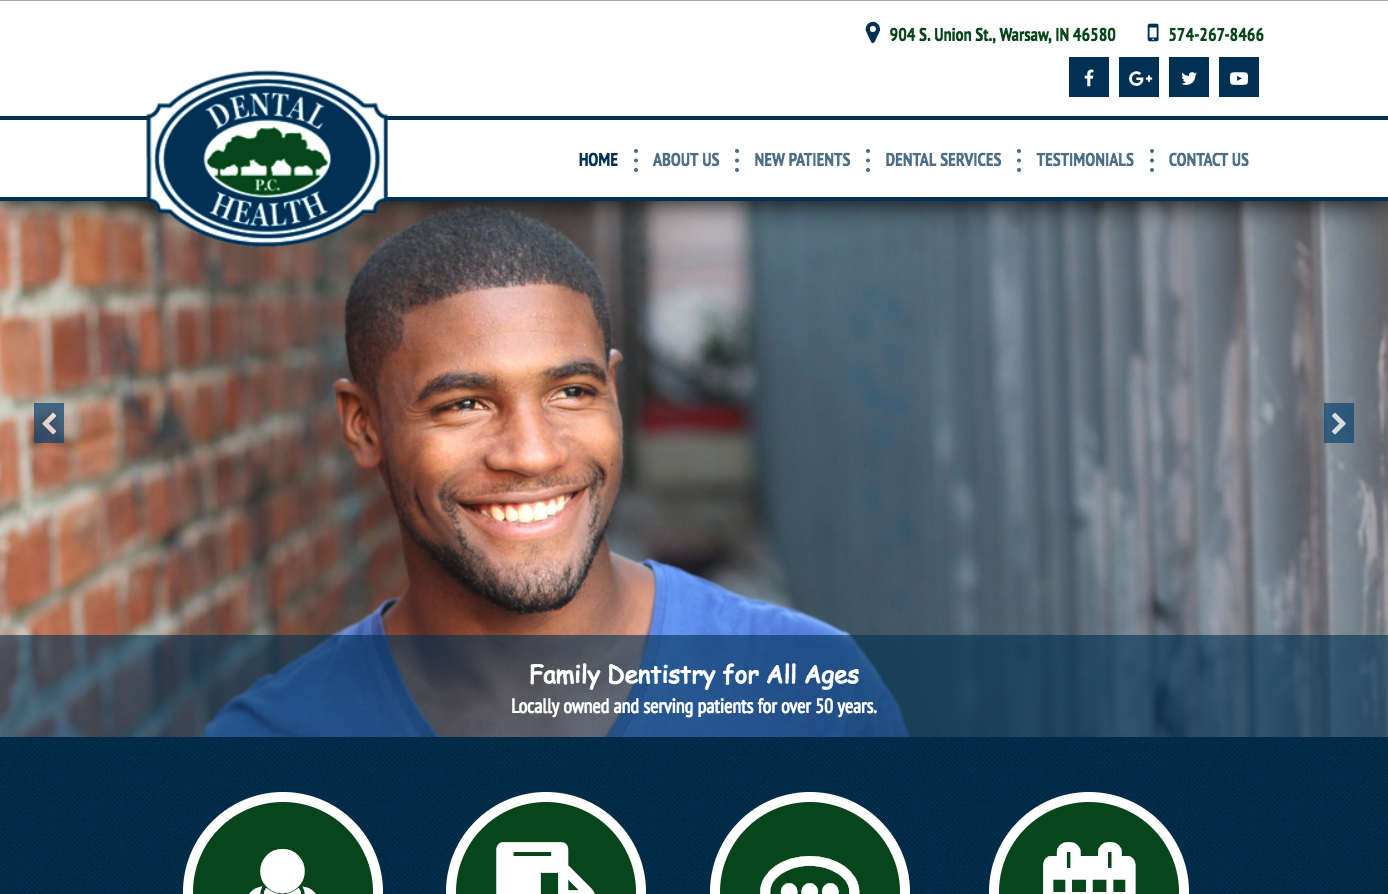 904 S. Union St., Warsaw, IN 46580
574-267-8466
DENTAL
P.C.
HEALTH
HOME
ABOUT US
NEW PATIENTS
DENTAL SERVICES
TESTIMONIALS
CONTACT US
Family Dentistry for All Ages
Locally owned and serving patients for over 50 years.